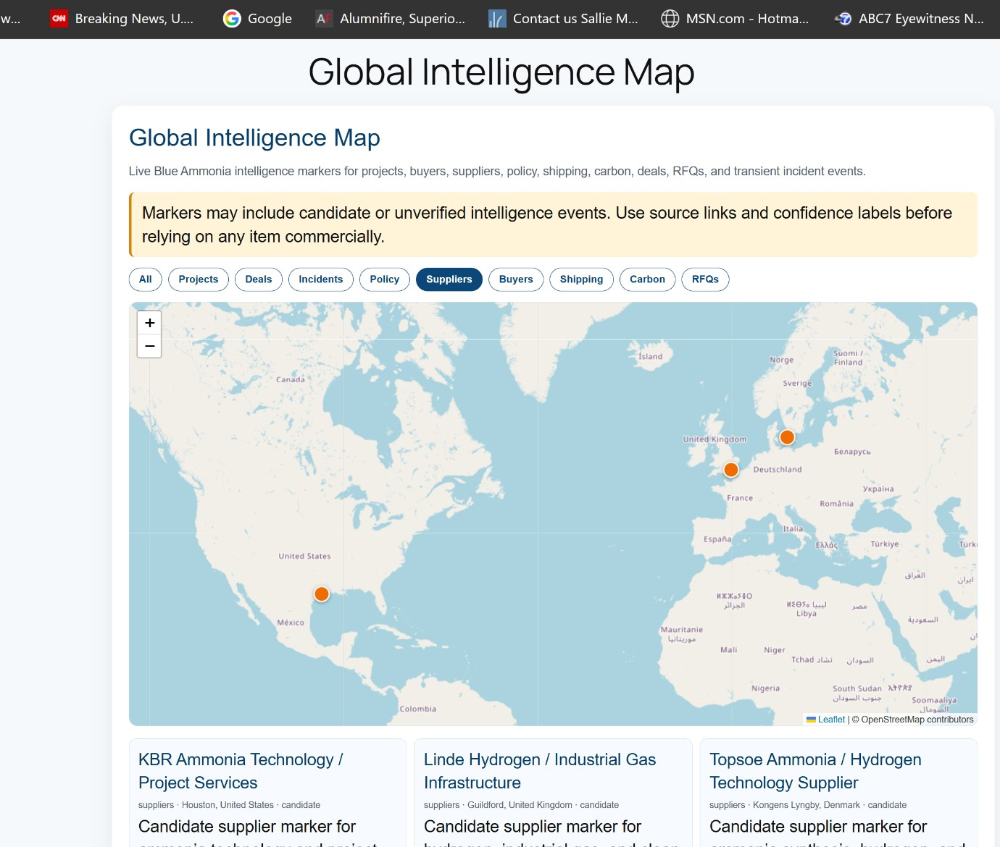 w...
CNN Breaking News, U....
Google
AF Alumnifire, Superio...
Contact us Sallie M...
MSN.com - Hotma...
7 ABC7 Eyewitness N...
Global Intelligence Map
Global Intelligence Map
Live Blue Ammonia intelligence markers for projects, buyers, suppliers, policy, shipping, carbon, deals, RFQs, and transient incident events.
Markers may include candidate or unverified intelligence events. Use source links and confidence labels before
relying on any item commercially.
All
Projects
Deals
Incidents
Policy
Suppliers
Buyers
Shipping
Carbon
RFQs
+
−
Ísland
Norge
Suomi /
Finland
Canada
Sverige
United Kingdom
Беларусь
Deutschland
Україна
France
România
Italia
España
Ελλάς
Türkiye
Türk
United States
العراق
ايران
الجزائر
ليبيا
Libya
مصر
México
السعودية
Mauritanie
موريتانيا
Mali
Niger
Tchad تشاد
السودان
اليمن
Nigeria
South Sudan
جنوب السودان
Soomaaliya
الصومال
Colombia
Leaflet | © OpenStreetMap contributors
KBR Ammonia Technology /
Project Services
suppliers · Houston, United States · candidate
Candidate supplier marker for
Linde Hydrogen / Industrial Gas
Infrastructure
suppliers · Guildford, United Kingdom · candidate
Candidate supplier marker for
Topsoe Ammonia / Hydrogen
Technology Supplier
suppliers · Kongens Lyngby, Denmark · candidate
Candidate supplier marker for